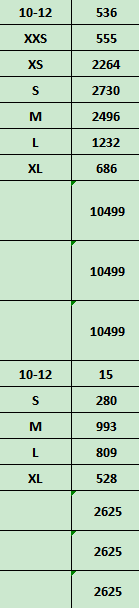 10-12 536
XXS 555
XS 2264
S 2730
M 2496
L 1232
XL 686
10499
10499
10499
10-12 15
S 280
M 993
L 809
XL 528
2625
2625
2625